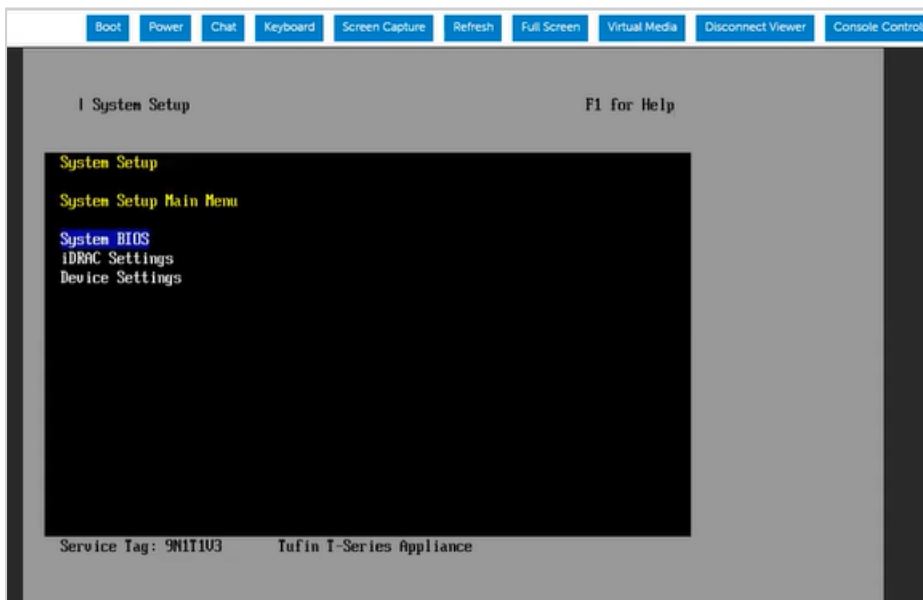 Boot Power Chat Keyboard Screen Capture Refresh Full Screen Virtual Media Disconnect Viewer Console Control
| System Setup F1 for Help
System Setup
System Setup Main Menu
System BIOS
iDRAC Settings
Device Settings
Service Tag: 9N1T1V3 Tufin T-Series Appliance